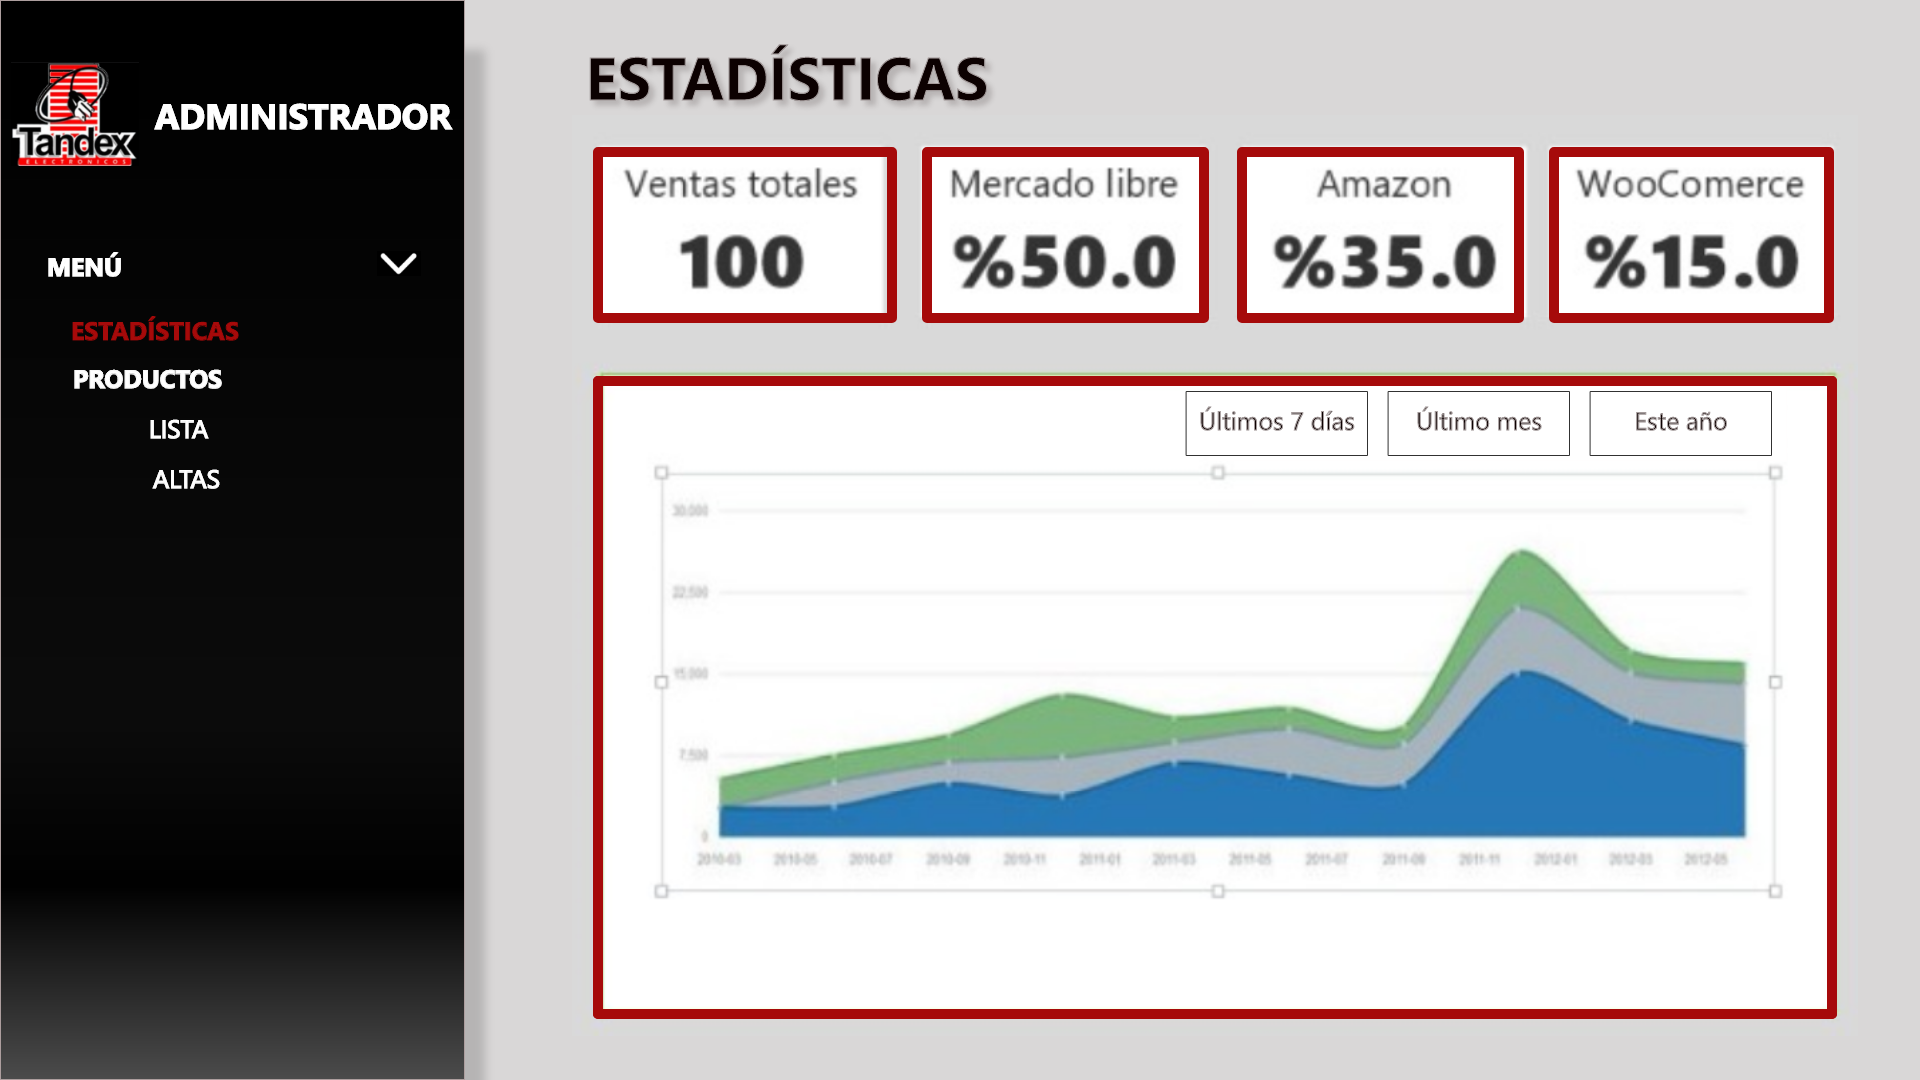 Tandex
ELECTRONICOS
ADMINISTRADOR
MENÚ
ESTADÍSTICAS
PRODUCTOS
LISTA
ALTAS
ESTADÍSTICAS
Ventas totales
100
Mercado libre
%50.0
Amazon
%35.0
WooComerce
%15.0
Últimos 7 días
Último mes
Este año
30,000
22,500
15,000
7,500
0
2010-03 2010-05 2010-07 2010-09 2010-11 2011-01 2011-03 2011-05 2011-07 2011-09 2011-11 2012-01 2012-03 2012-05